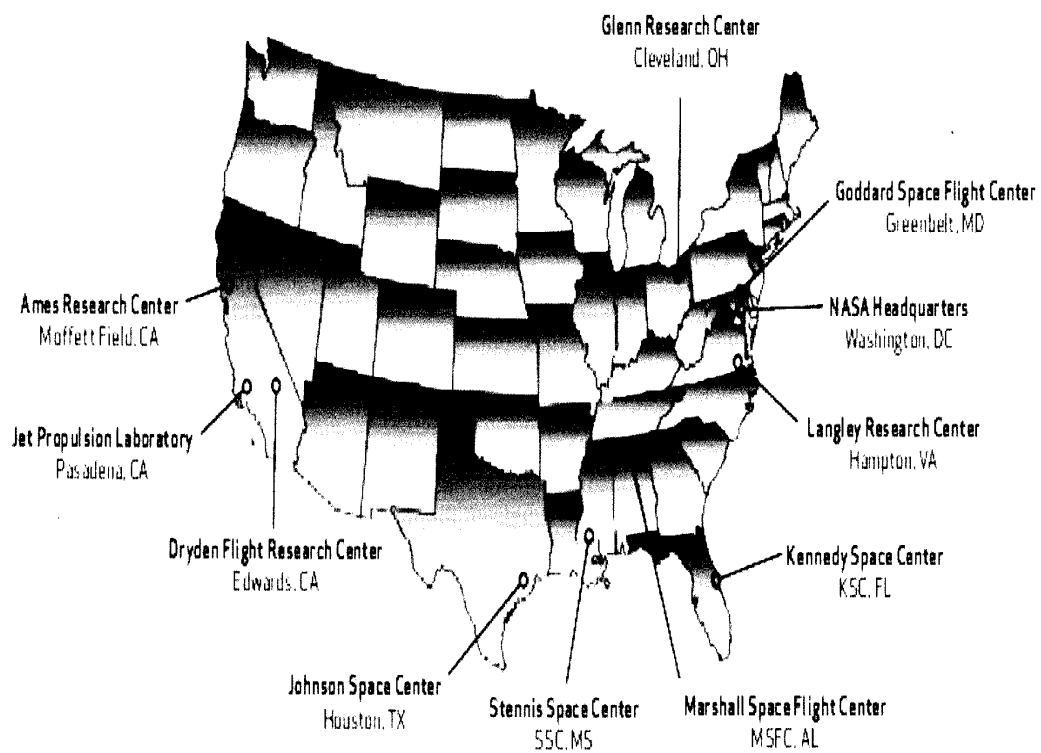 Glenn Research Center
Cleveland, OH
Goddard Space Flight Center
Greenbelt, MD
Ames Research Center
Moffett Field, CA
NASA Headquarters
Washington, DC
Jet Propulsion Laboratory
Pasadena, CA
Langley Research Center
Hampton, VA
Dryden Flight Research Center
Edwards, CA
Kennedy Space Center
KSC, FL
Johnson Space Center
Houston, TX
Stennis Space Center
SSC, MS
Marshall Space Flight Center
MSFC, AL